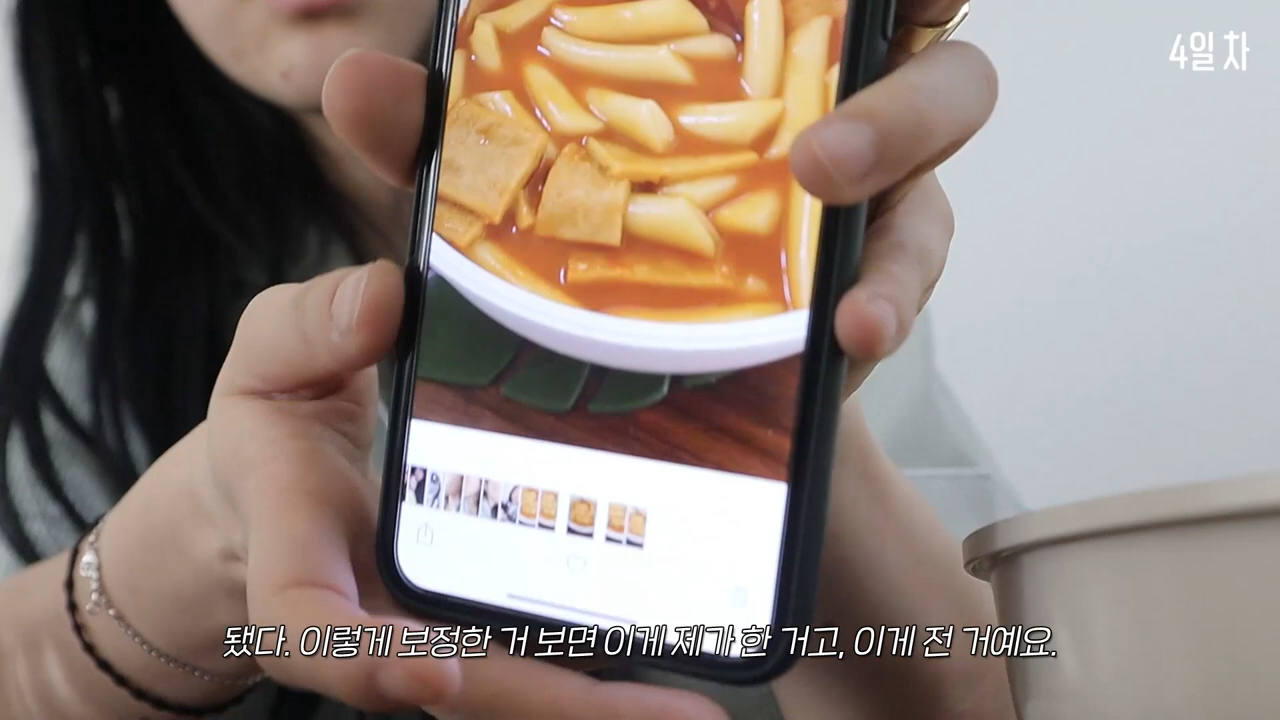 4일 차
됐다. 이렇게 보정한 거 보면 이게 제가 한 거고, 이게 전 거예요.